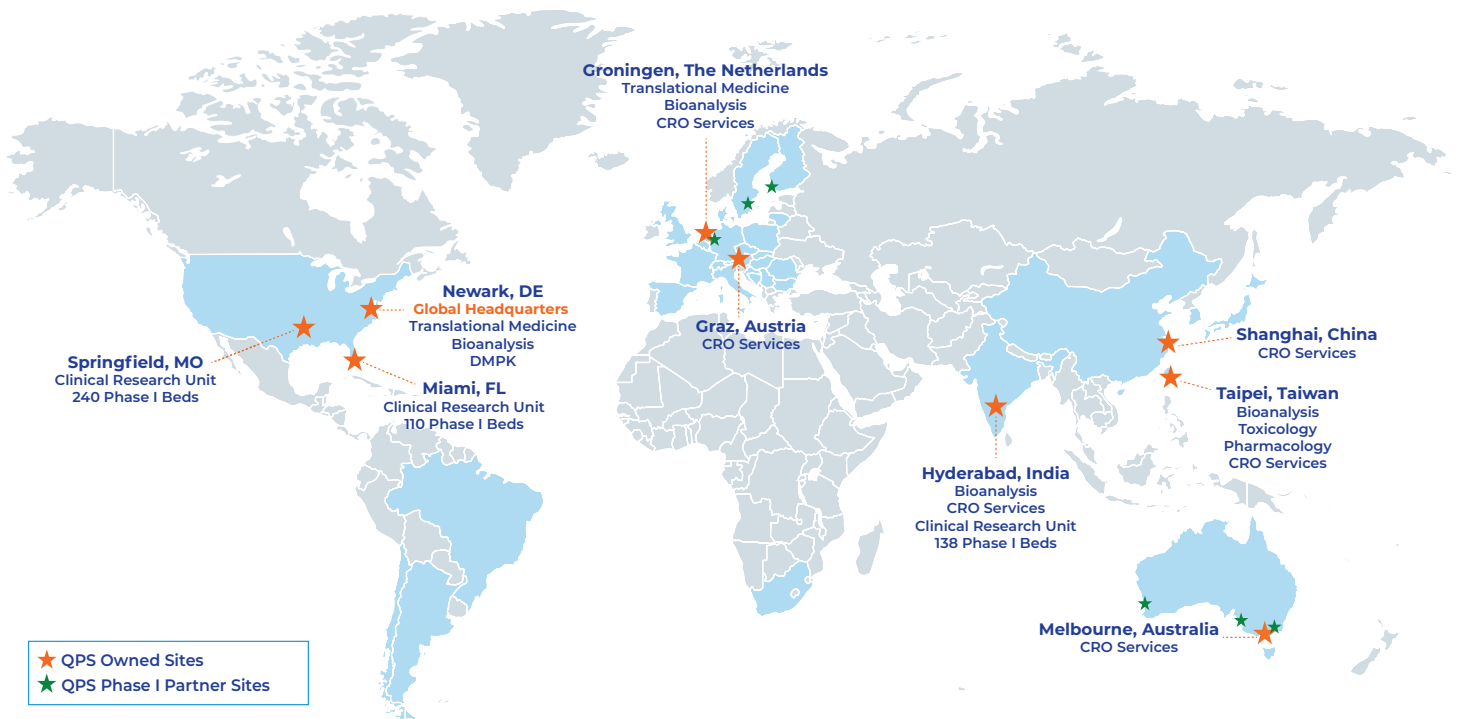 Groningen, The Netherlands
Translational Medicine
Bioanalysis
CRO Services
Newark, DE
Global Headquarters
Translational Medicine
Bioanalysis
DMPK
Springfield, MO
Clinical Research Unit
240 Phase I Beds
Miami, FL
Clinical Research Unit
110 Phase I Beds
Graz, Austria
CRO Services
Shanghai, China
CRO Services
Taipei, Taiwan
Bioanalysis
Toxicology
Pharmacology
CRO Services
Hyderabad, India
Bioanalysis
CRO Services
Clinical Research Unit
138 Phase I Beds
Melbourne, Australia
CRO Services
QPS Owned Sites
QPS Phase I Partner Sites